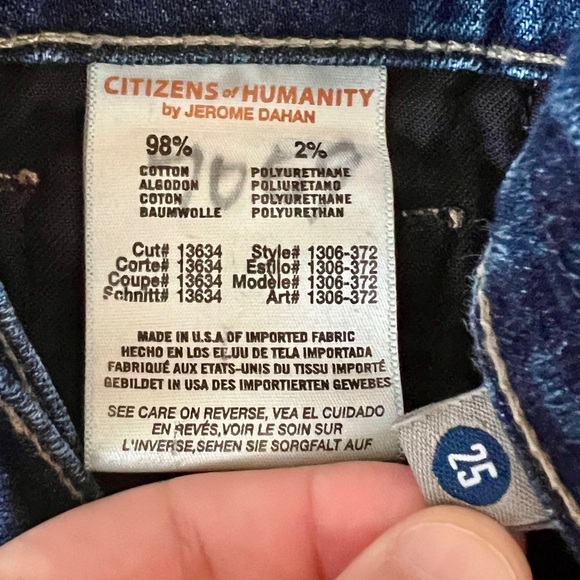 CITIZENS of HUMANITY
by JEROME DAHAN
98% 2%
COTTON POLYURETHANE
ALGODON POLIURETANO
COTON POLYURETHANE
BAUMWOLLE POLYURETHAN
Cut# 13634 Style# 1306-372
Corte# 13634 Estilo# 1306-372
Coupe# 13634 Modèle# 1306-372
Schnitt# 13634 Art# 1306-372
MADE IN U.S.A OF IMPORTED FABRIC
HECHO EN LOS EE.UU DE TELA IMPORTADA
FABRIQUÉ AUX ETATS-UNIS DU TISSU IMPORTÉ
GEBILDET IN USA DES IMPORTIERTEN GEWEBES
SEE CARE ON REVERSE, VEA EL CUIDADO
EN REVÉS,VOIR LE SOIN SUR
L'INVERSE,SEHEN SIE SORGFALT AUF
25